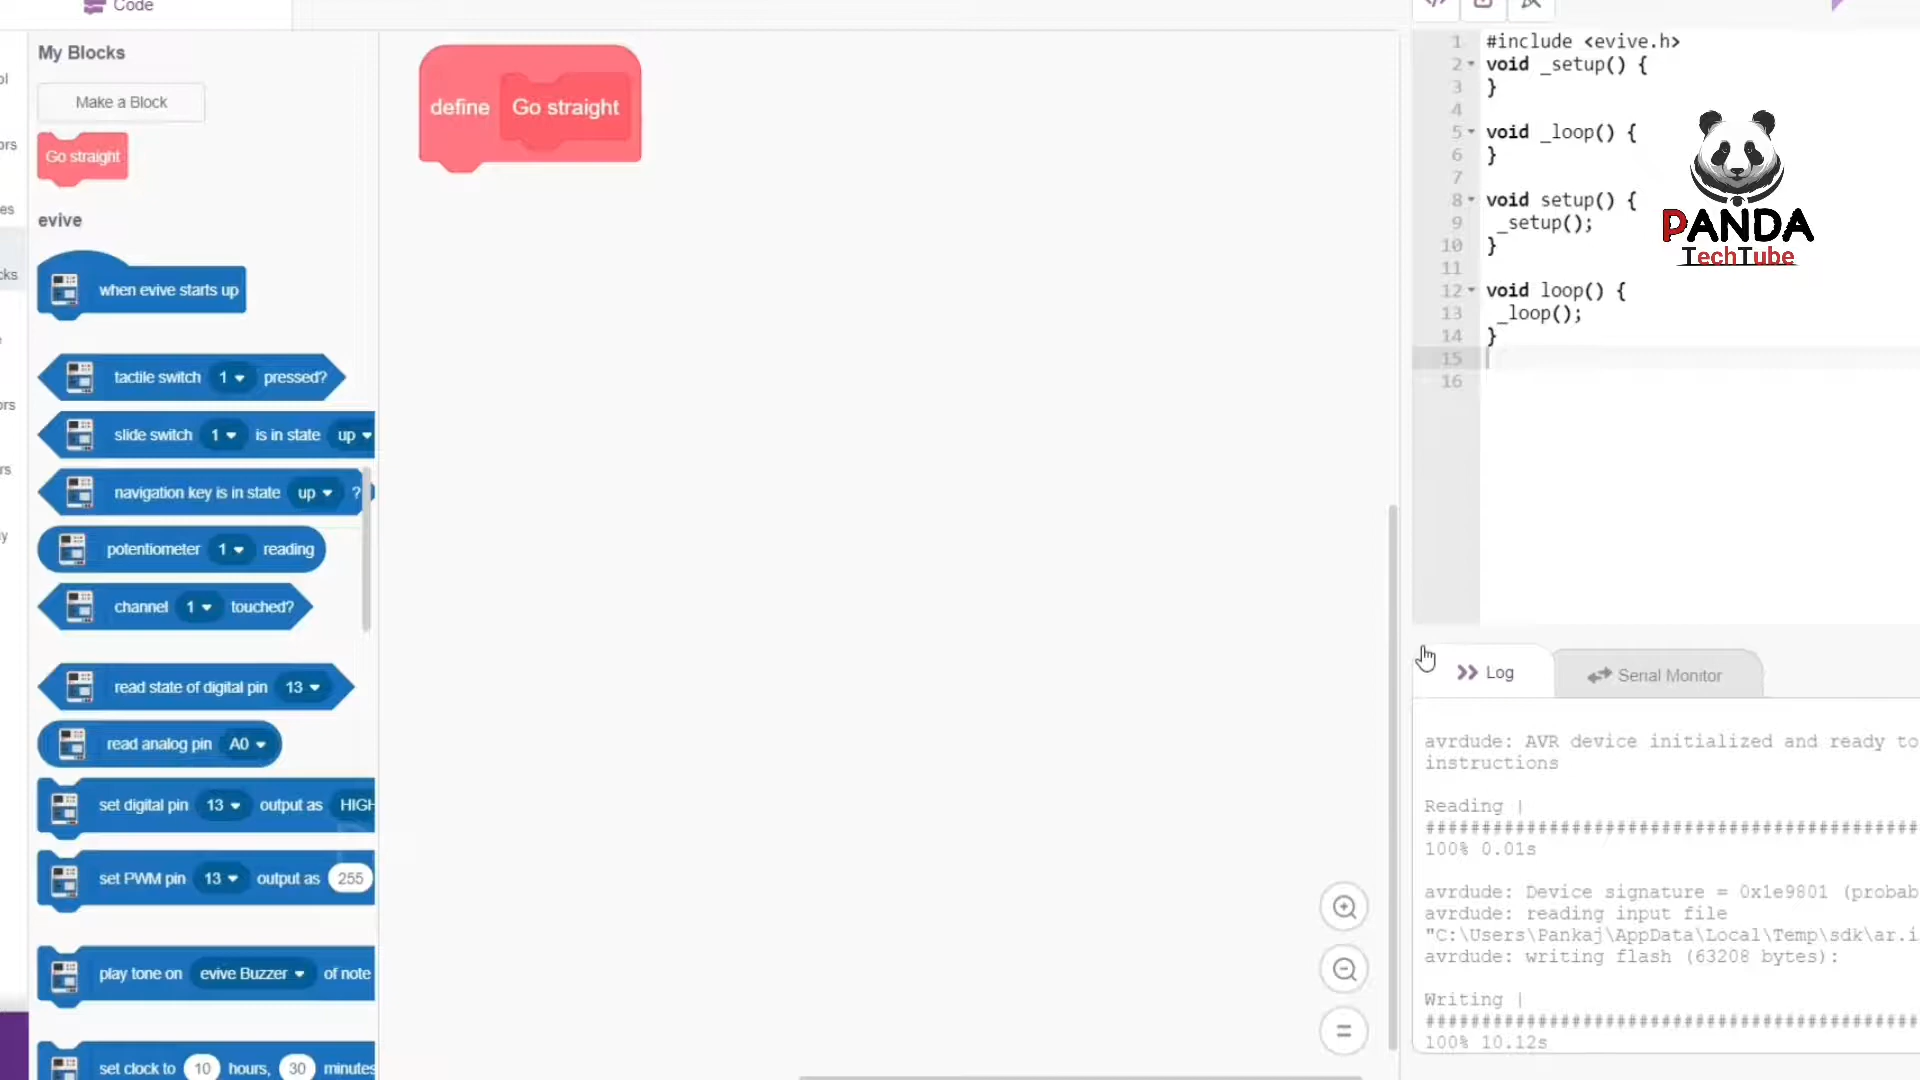 Code
My Blocks
Make a Block
Go straight
evive
when evive starts up
tactile switch 1 pressed?
slide switch 1 is in state up
navigation key is in state up ?
potentiometer 1 reading
channel 1 touched?
read state of digital pin 13
read analog pin A0
set digital pin 13 output as HIGH
set PWM pin 13 output as 255
play tone on evive Buzzer of note
set clock to 10 hours, 30 minutes
define Go straight
1 #include <evive.h>
2 void _setup() {
3 }
4
5 void _loop() {
6 }
7
8 void setup() {
9 _setup();
10 }
11
12 void loop() {
13 _loop();
14 }
15
16
PANDA
TechTube
Log
Serial Monitor
avrdude: AVR device initialized and ready to
instructions
Reading |
############################################
100% 0.01s
avrdude: Device signature = 0x1e9801 (probab
avrdude: reading input file
"C:\Users\Pankaj\AppData\Local\Temp\sdk\ar.i
avrdude: writing flash (63208 bytes):
Writing |
############################################
100% 10.12s